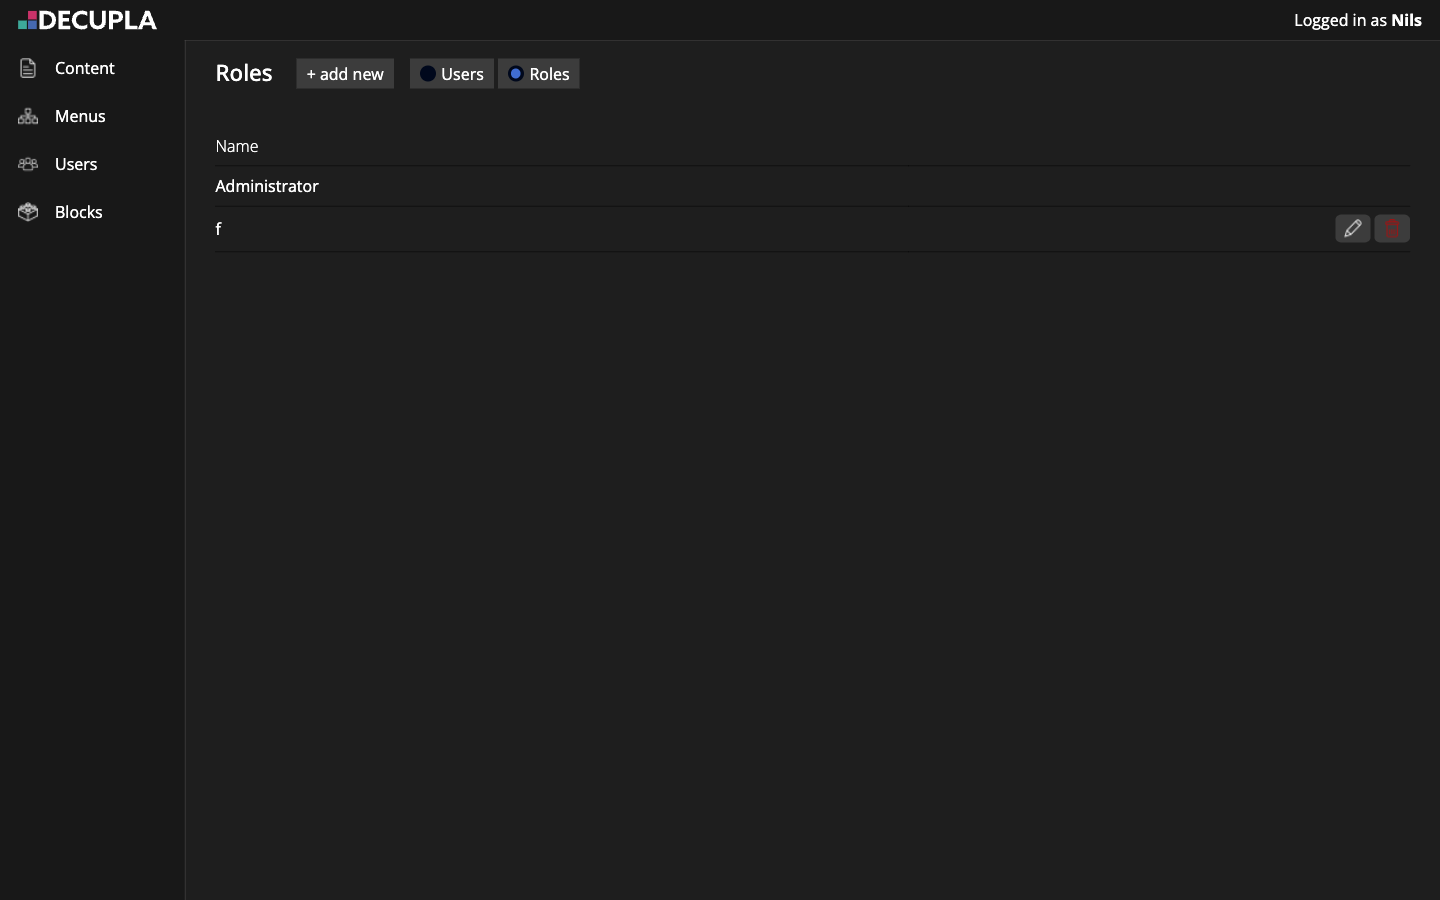 DECUPLA
Logged in as Nils
Content
Menus
Users
Blocks
Roles
+ add new
Users
Roles
Name
Administrator
f